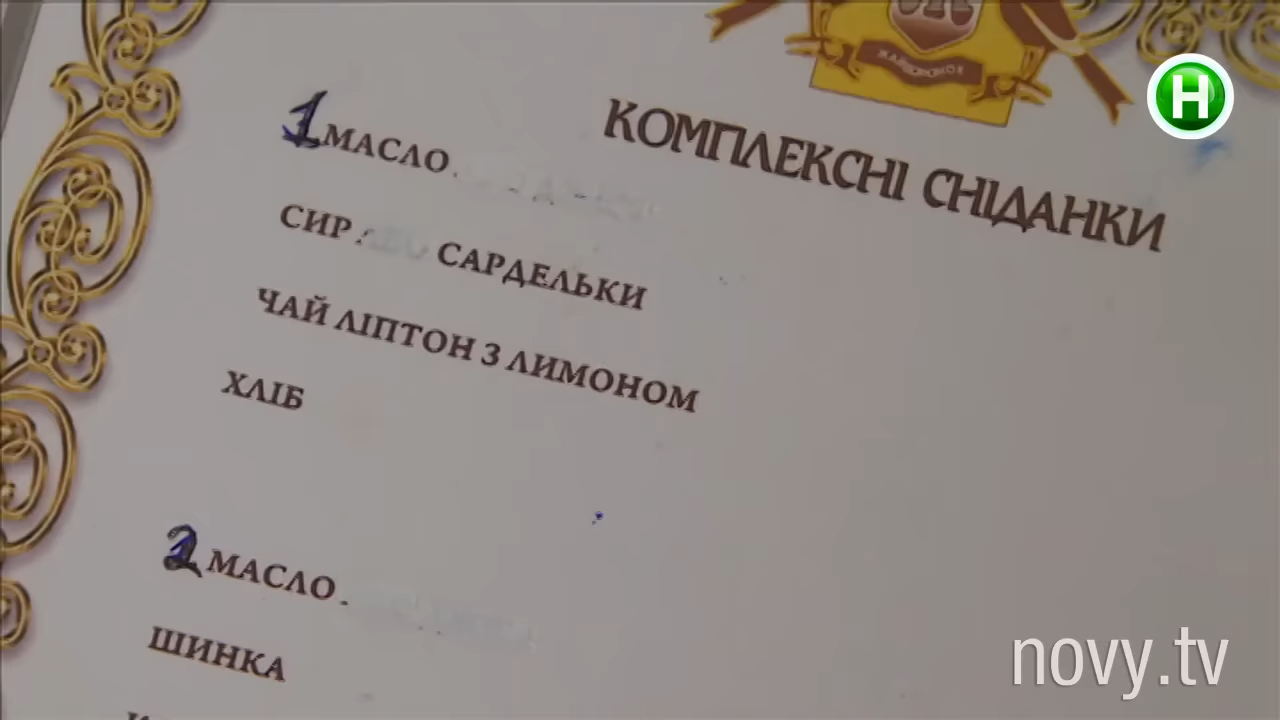 Н
КОМПЛЕКСНІ СНІДАНКИ
1 МАСЛО
СИР САРДЕЛЬКИ
ЧАЙ ЛІПТОН З ЛИМОНОМ
ХЛІБ
2 МАСЛО
ШИНКА
novy.tv